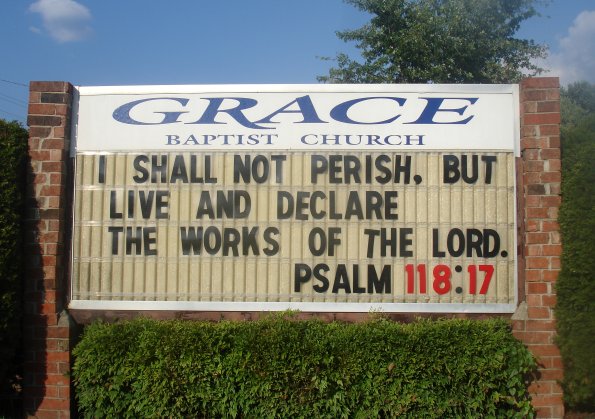 GRACE
BAPTIST CHURCH
I SHALL NOT PERISH, BUT
LIVE AND DECLARE
THE WORKS OF THE LORD.
PSALM 118:17